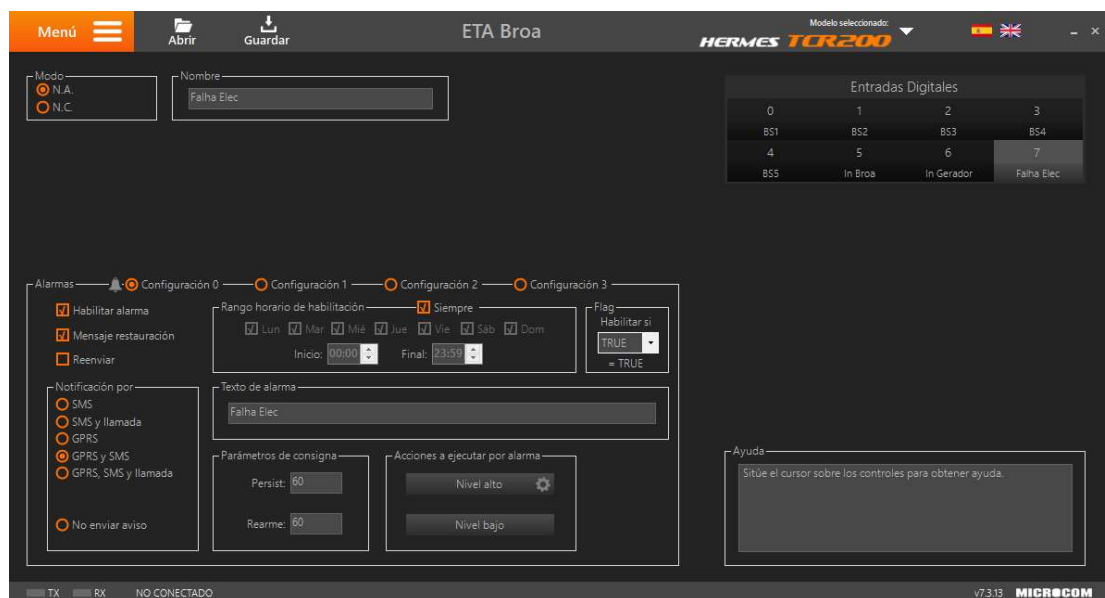 Menú
Abrir
Guardar
ETA Broa
Modelo seleccionado:
HERMES TCR200
Modo
N.A.
N.C.
Nombre
Falha Elec
Entradas Digitales
0 1 2 3
BS1 BS2 BS3 BS4
4 5 6 7
BS5 In Broa In Gerador Falha Elec
Alarmas Configuración 0 Configuración 1 Configuración 2 Configuración 3
Habilitar alarma
Mensaje restauración
Reenviar
Rango horario de habilitación Siempre
Lun Mar Mié Jue Vie Sáb Dom
Inicio: 00:00 Final: 23:59
Flag
Habilitar si
TRUE
= TRUE
Notificación por
SMS
SMS y llamada
GPRS
GPRS y SMS
GPRS, SMS y llamada
No enviar aviso
Texto de alarma
Falha Elec
Parámetros de consigna
Persist: 60
Rearme: 60
Acciones a ejecutar por alarma
Nivel alto
Nivel bajo
Ayuda
Sitúe el cursor sobre los controles para obtener ayuda.
TX RX NO CONECTADO
v7.3.13 MICROCOM